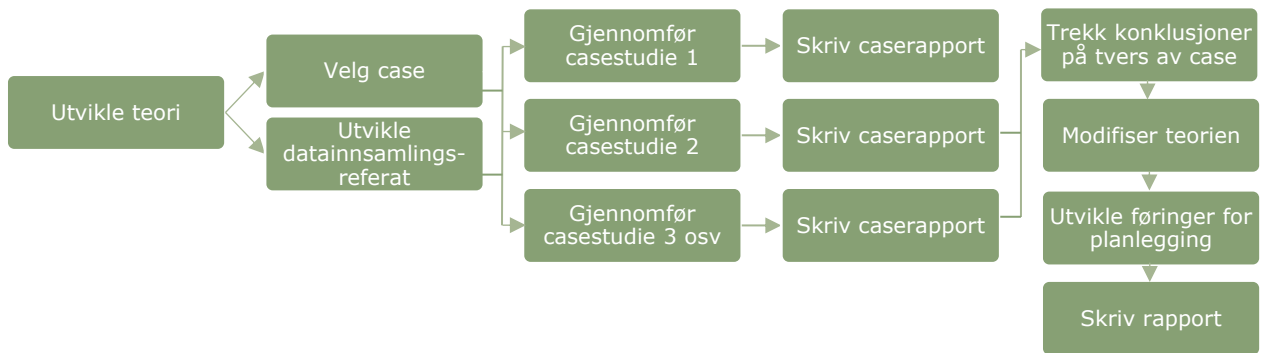 Utvikle teori
Velg case
Utvikle
datainnsamlings-
referat
Gjennomfør
casestudie 1
Gjennomfør
casestudie 2
Gjennomfør
casestudie 3 osv
Skriv caserapport
Skriv caserapport
Skriv caserapport
Trekk konklusjoner
på tvers av case
Modifiser teorien
Utvikle føringer for
planlegging
Skriv rapport